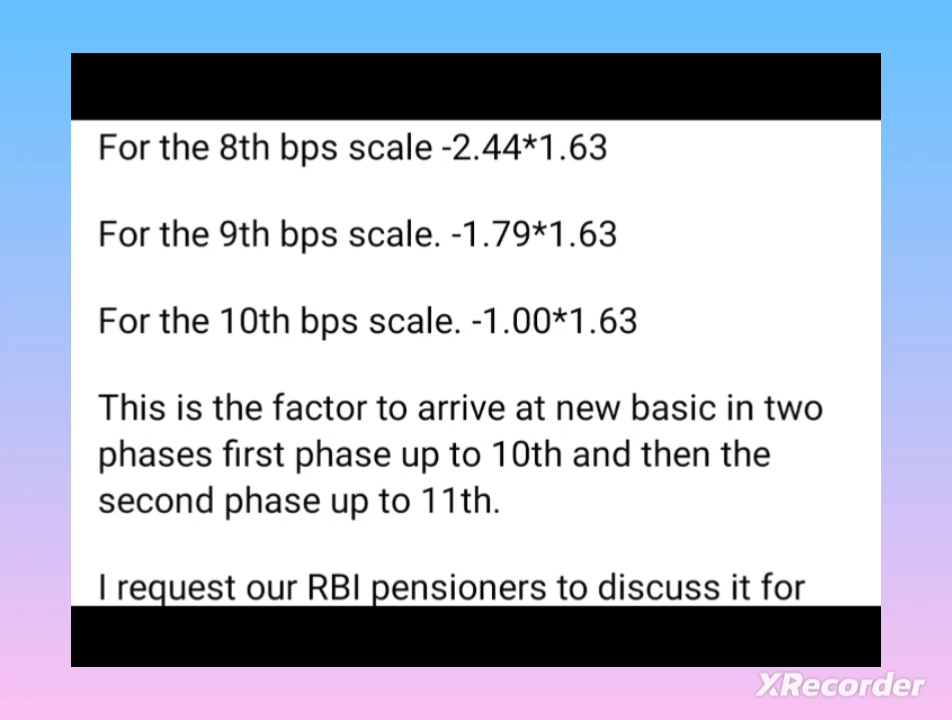 For the 8th bps scale -2.44*1.63
For the 9th bps scale. -1.79*1.63
For the 10th bps scale. -1.00*1.63
This is the factor to arrive at new basic in two
phases first phase up to 10th and then the
second phase up to 11th.
I request our RBI pensioners to discuss it for
XRecorder